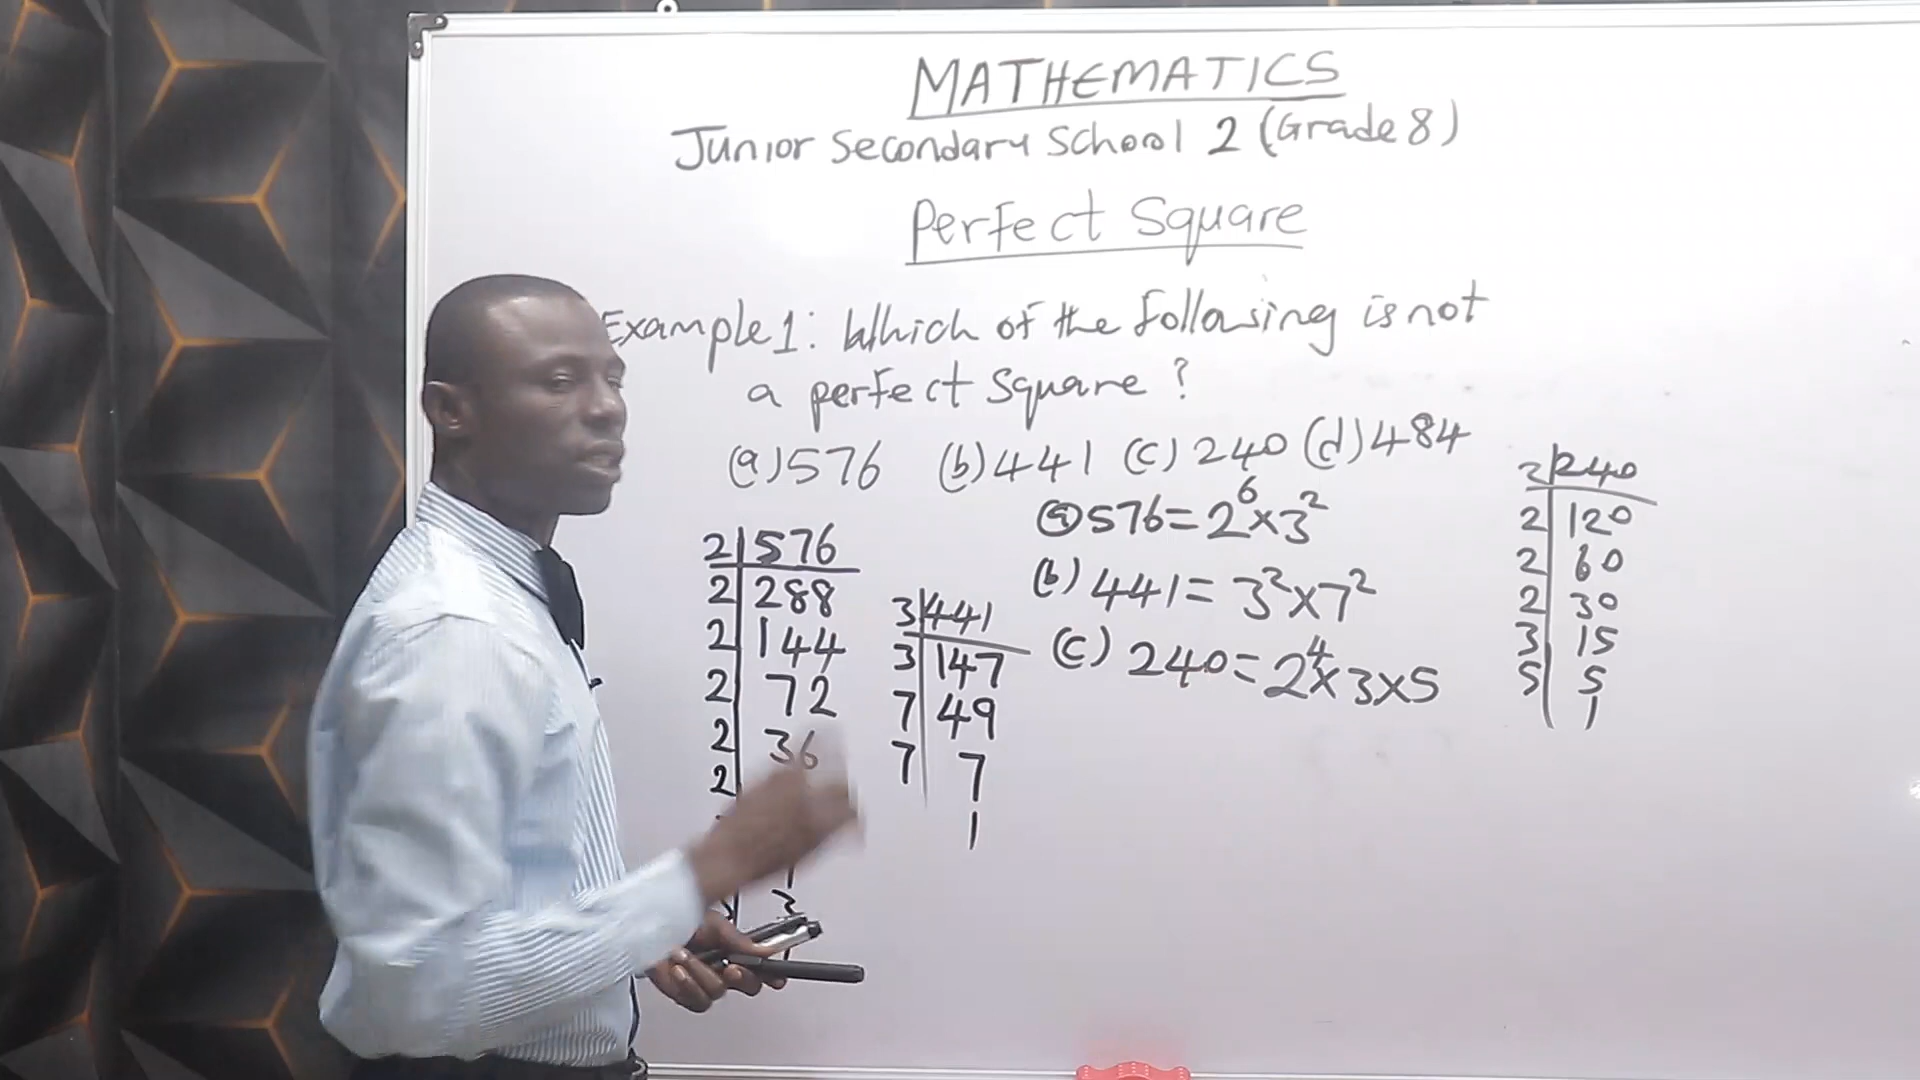 MATHEMATICS
Junior Secondary School 2 (Grade 8)
Perfect Square
Example 1: Which of the following is not
a perfect square?
(a) 576 (b) 441 (c) 240 (d) 484
2 | 576
2 | 288
2 | 144
2 | 72
2 | 36
2
3
1
3 | 441
3 | 147
7 | 49
7 | 7
1
(a) 576 = 2⁶ × 3²
(b) 441 = 3² × 7²
(c) 240 = 2⁴ × 3 × 5
2 | 240
2 | 120
2 | 60
2 | 30
3 | 15
5 | 5
1